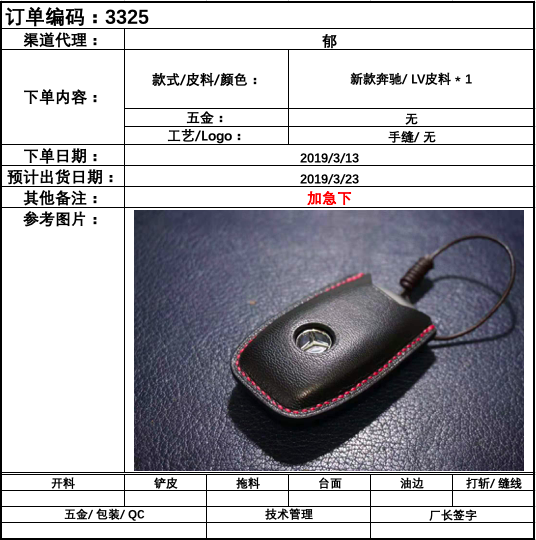 订单编码：3325
渠道代理： 郁
下单内容： 款式/皮料/颜色： 新款奔驰/ LV皮料 * 1
五金： 无
工艺/Logo： 手缝/ 无
下单日期： 2019/3/13
预计出货日期： 2019/3/23
其他备注： 加急下
参考图片：
开料 铲皮 拖料 台面 油边 打斩/ 缝线
五金/ 包装/ QC 技术管理 厂长签字